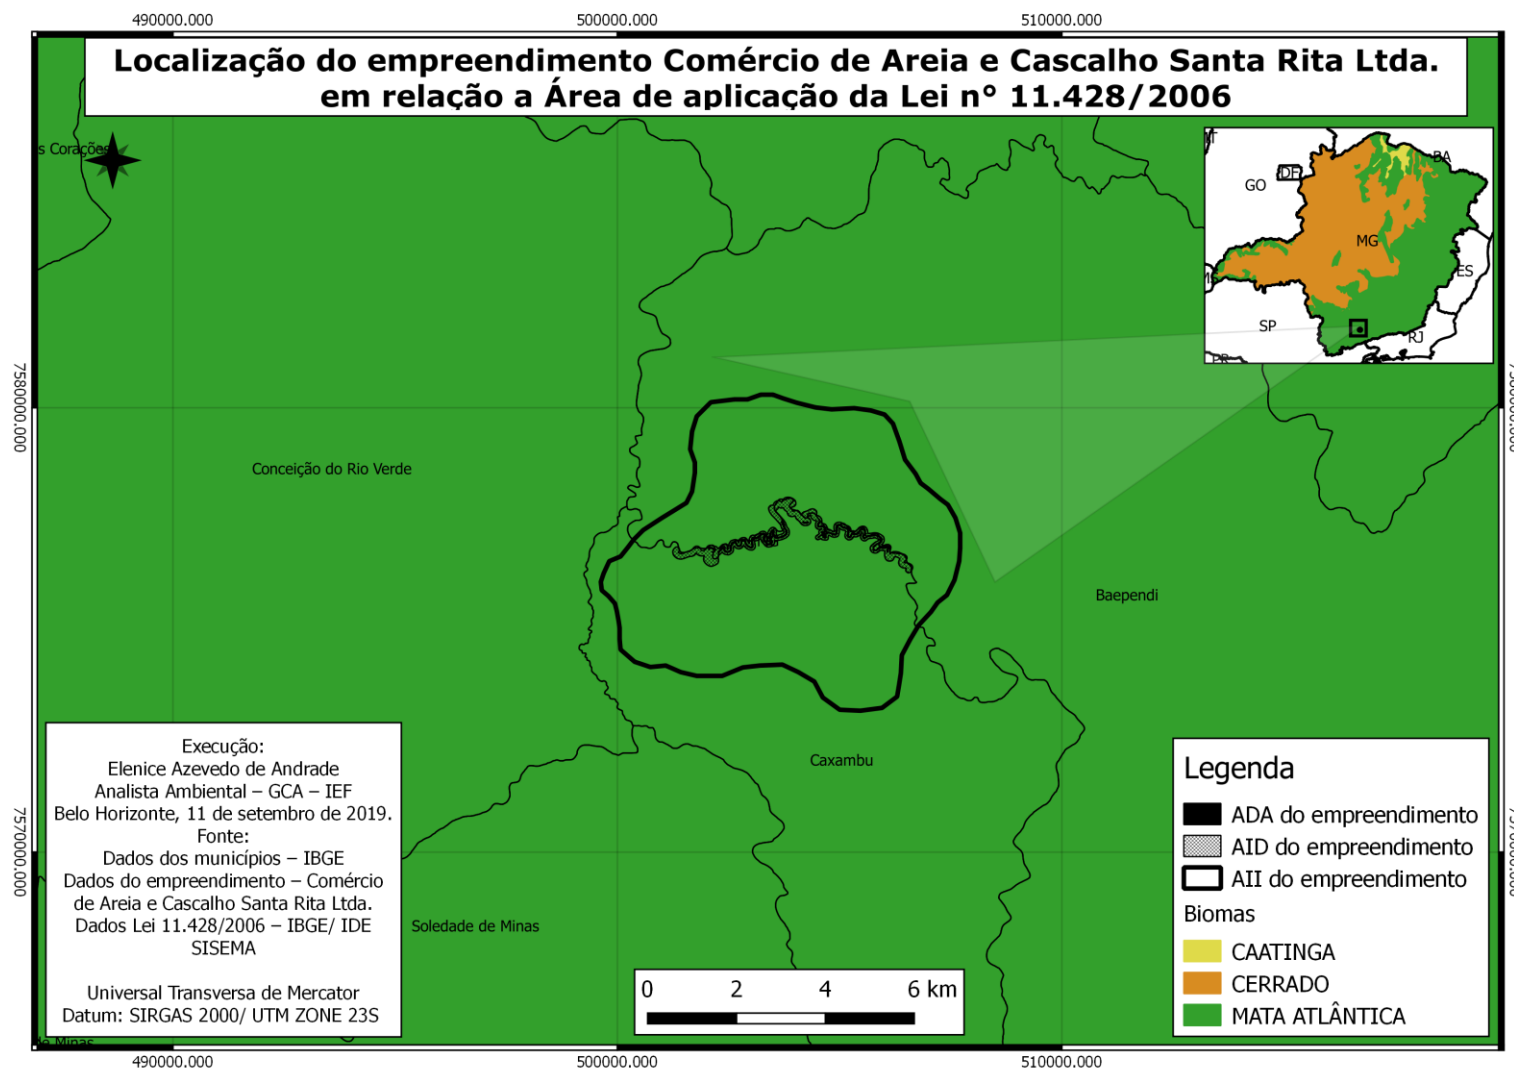 490000.000
500000.000
510000.000
Localização do empreendimento Comércio de Areia e Cascalho Santa Rita Ltda.
em relação a Área de aplicação da Lei n° 11.428/2006
s Corações
BA
DF
GO
MG
ES
SP
RJ
PR
7580000.000
Conceição do Rio Verde
Baependi
Caxambu
Soledade de Minas
7570000.000
Execução:
Elenice Azevedo de Andrade
Analista Ambiental – GCA – IEF
Belo Horizonte, 11 de setembro de 2019.
Fonte:
Dados dos municípios – IBGE
Dados do empreendimento – Comércio
de Areia e Cascalho Santa Rita Ltda.
Dados Lei 11.428/2006 – IBGE/ IDE
SISEMA
Universal Transversa de Mercator
Datum: SIRGAS 2000/ UTM ZONE 23S
de Minas
0 2 4 6 km
Legenda
ADA do empreendimento
AID do empreendimento
AII do empreendimento
Biomas
CAATINGA
CERRADO
MATA ATLÂNTICA
490000.000
500000.000
510000.000